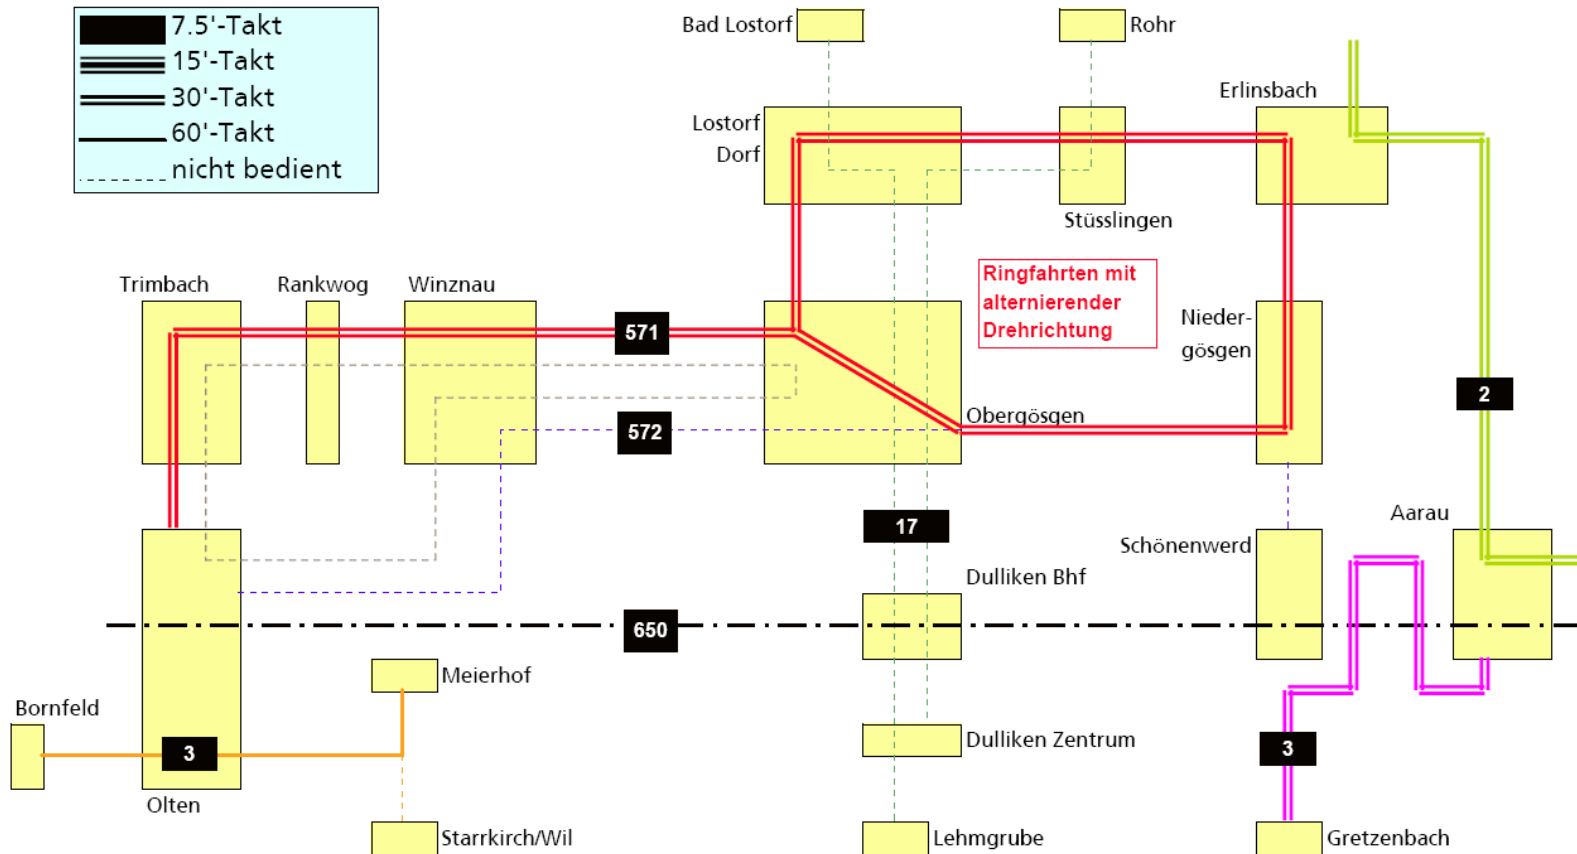 7.5'-Takt
15'-Takt
30'-Takt
60'-Takt
nicht bedient
Bad Lostorf
Rohr
Erlinsbach
Lostorf
Dorf
Stüsslingen
Trimbach
Rankwog
Winznau
Ringfahrten mit
alternierender
Drehrichtung
Nieder-
gösgen
571
2
Obergösgen
572
17
Aarau
Schönenwerd
Dulliken Bhf
650
Meierhof
Bornfeld
3
Dulliken Zentrum
3
Olten
Starrkirch/Wil
Lehmgrube
Gretzenbach